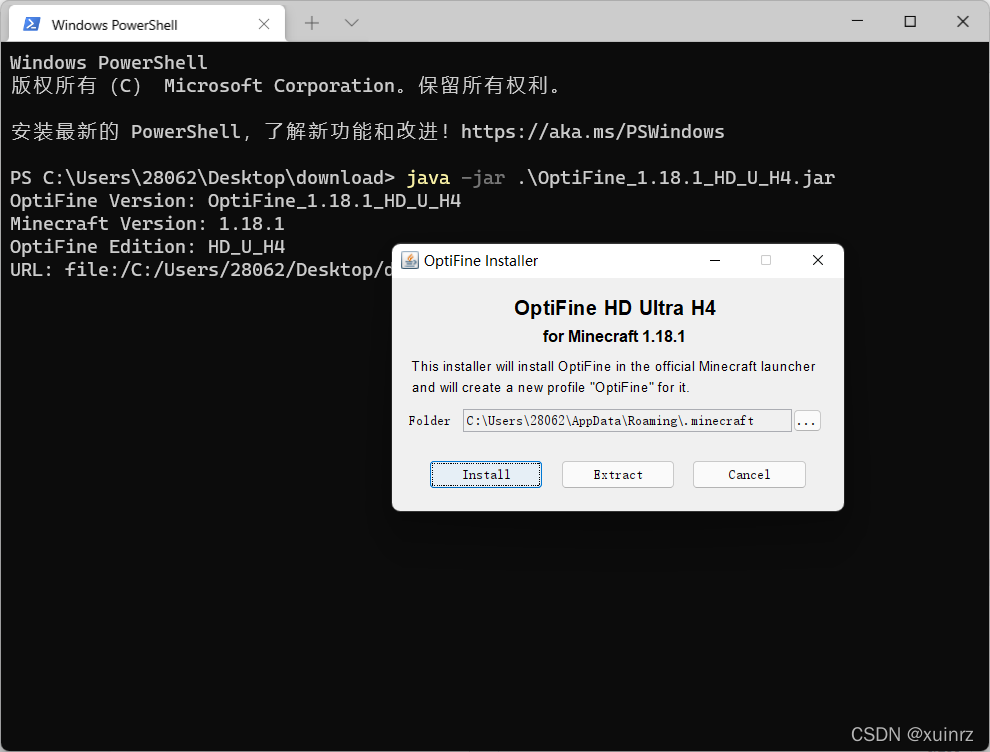 Windows PowerShell
Windows PowerShell
版权所有 (C) Microsoft Corporation。保留所有权利。
安装最新的 PowerShell，了解新功能和改进！https://aka.ms/PSWindows
PS C:\Users\28062\Desktop\download> java -jar .\OptiFine_1.18.1_HD_U_H4.jar
OptiFine Version: OptiFine_1.18.1_HD_U_H4
Minecraft Version: 1.18.1
OptiFine Edition: HD_U_H4
URL: file:/C:/Users/28062/Desktop/
OptiFine Installer
OptiFine HD Ultra H4
for Minecraft 1.18.1
This installer will install OptiFine in the official Minecraft launcher
and will create a new profile "OptiFine" for it.
Folder C:\Users\28062\AppData\Roaming\.minecraft ...
Install Extract Cancel
CSDN @xuinrz